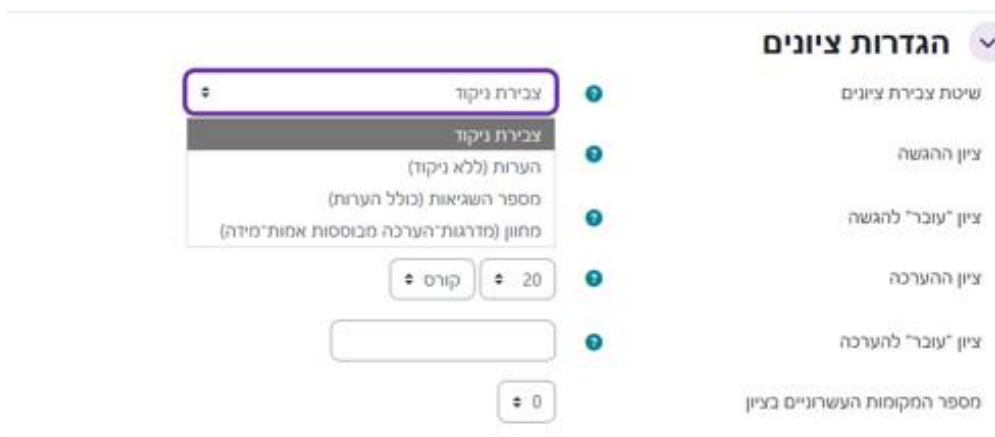 הגדרות ציונים
שיטת צבירת ציונים
צבירת ניקוד
צבירת ניקוד
הערות (ללא ניקוד)
מספר השגיאות (כולל הערות)
מחוון (מדרגות־הערכה מבוססות אמות־מידה)
ציון ההגשה
ציון "עובר" להגשה
ציון ההערכה
20
קורס
ציון "עובר" להערכה
מספר המקומות העשרוניים בציון
0